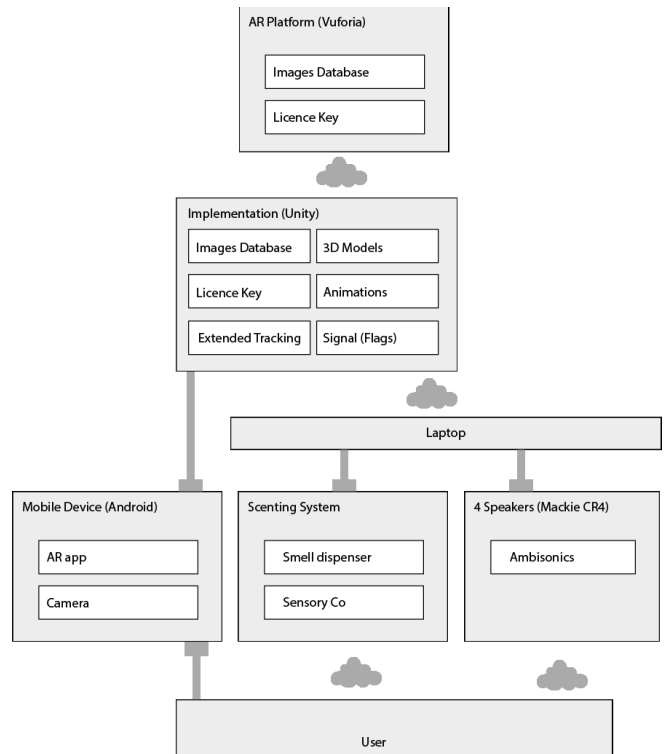 AR Platform (Vuforia)
Images Database
Licence Key
Implementation (Unity)
Images Database
3D Models
Licence Key
Animations
Extended Tracking
Signal (Flags)
Laptop
Mobile Device (Android)
AR app
Camera
Scenting System
Smell dispenser
Sensory Co
4 Speakers (Mackie CR4)
Ambisonics
User